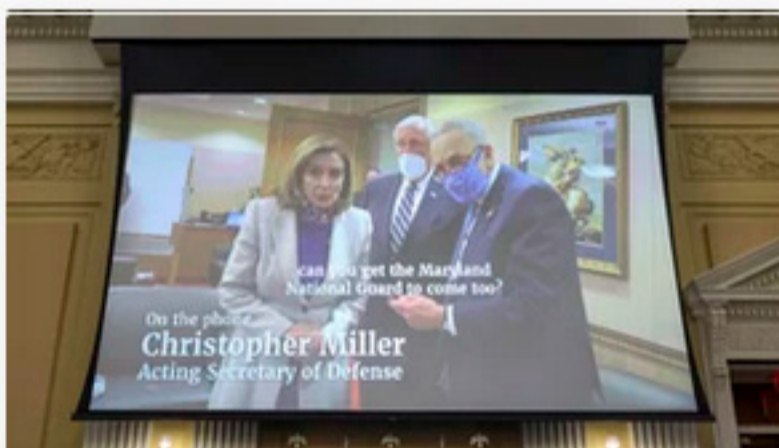 can you get the Maryland
National Guard to come too?
On the phone
Christopher Miller
Acting Secretary of Defense